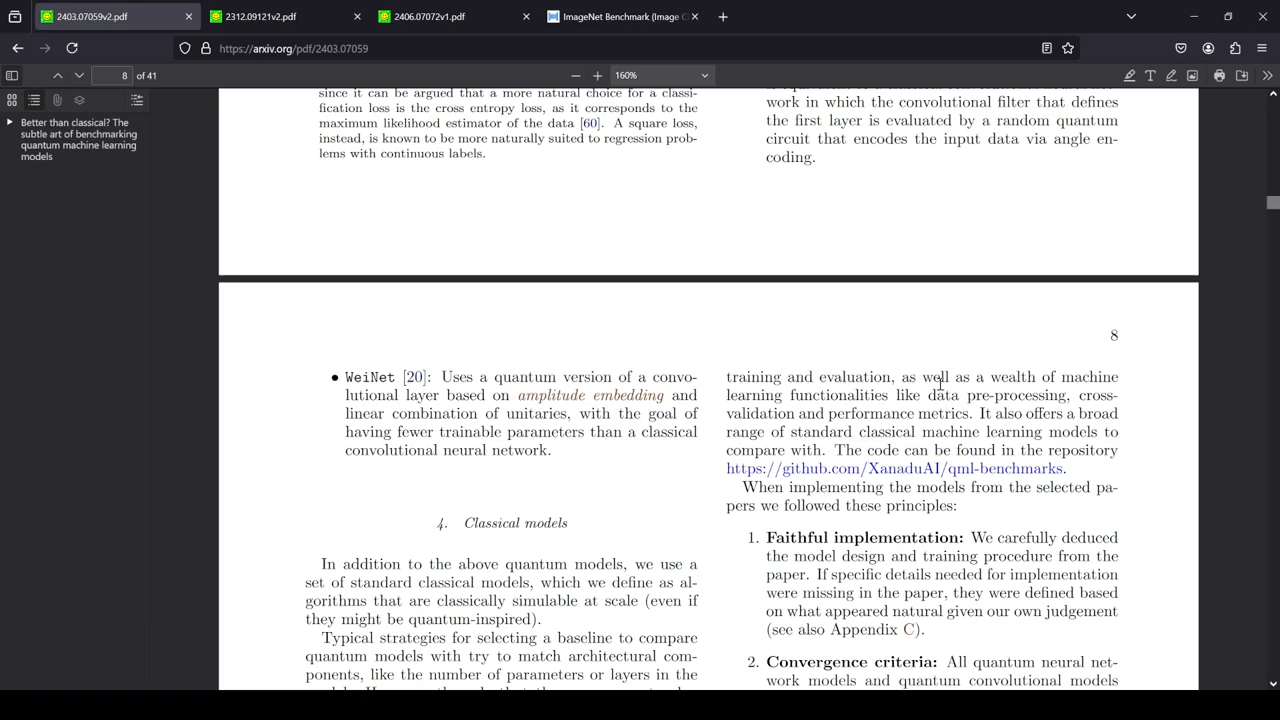 2403.07059v2.pdf
2312.09121v2.pdf
2406.07072v1.pdf
ImageNet Benchmark (Image C
https://arxiv.org/pdf/2403.07059
8 of 41
160%
Better than classical? The
subtle art of benchmarking
quantum machine learning
models
since it can be argued that a more natural choice for a classi-
fication loss is the cross entropy loss, as it corresponds to the
maximum likelihood estimator of the data [60]. A square loss,
instead, is known to be more naturally suited to regression prob-
lems with continuous labels.
work in which the convolutional filter that defines
the first layer is evaluated by a random quantum
circuit that encodes the input data via angle en-
coding.
8
• WeiNet [20]: Uses a quantum version of a convo-
lutional layer based on amplitude embedding and
linear combination of unitaries, with the goal of
having fewer trainable parameters than a classical
convolutional neural network.
4. Classical models
In addition to the above quantum models, we use a
set of standard classical models, which we define as al-
gorithms that are classically simulable at scale (even if
they might be quantum-inspired).
Typical strategies for selecting a baseline to compare
quantum models with try to match architectural com-
ponents, like the number of parameters or layers in the
training and evaluation, as well as a wealth of machine
learning functionalities like data pre-processing, cross-
validation and performance metrics. It also offers a broad
range of standard classical machine learning models to
compare with. The code can be found in the repository
https://github.com/XanaduAI/qml-benchmarks.
When implementing the models from the selected pa-
pers we followed these principles:
1. Faithful implementation: We carefully deduced
the model design and training procedure from the
paper. If specific details needed for implementation
were missing in the paper, they were defined based
on what appeared natural given our own judgement
(see also Appendix C).
2. Convergence criteria: All quantum neural net-
work models and quantum convolutional models